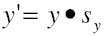 y'= y • s_y